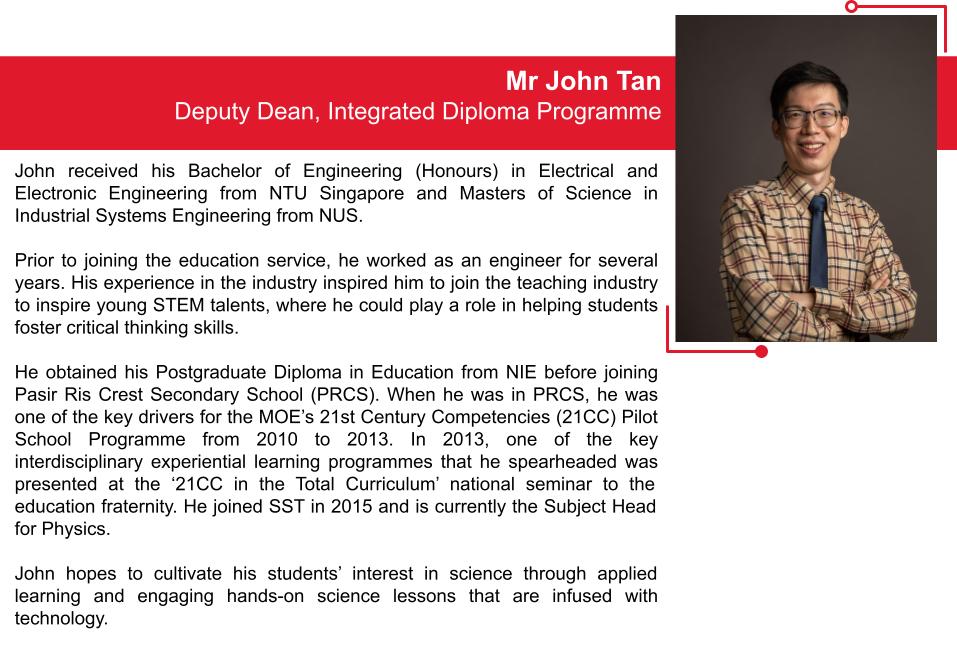 Mr John Tan
Deputy Dean, Integrated Diploma Programme
John received his Bachelor of Engineering (Honours) in Electrical and
Electronic Engineering from NTU Singapore and Masters of Science in
Industrial Systems Engineering from NUS.
Prior to joining the education service, he worked as an engineer for several
years. His experience in the industry inspired him to join the teaching industry
to inspire young STEM talents, where he could play a role in helping students
foster critical thinking skills.
He obtained his Postgraduate Diploma in Education from NIE before joining
Pasir Ris Crest Secondary School (PRCS). When he was in PRCS, he was
one of the key drivers for the MOE’s 21st Century Competencies (21CC) Pilot
School Programme from 2010 to 2013. In 2013, one of the key
interdisciplinary experiential learning programmes that he spearheaded was
presented at the ‘21CC in the Total Curriculum’ national seminar to the
education fraternity. He joined SST in 2015 and is currently the Subject Head
for Physics.
John hopes to cultivate his students’ interest in science through applied
learning and engaging hands-on science lessons that are infused with
technology.